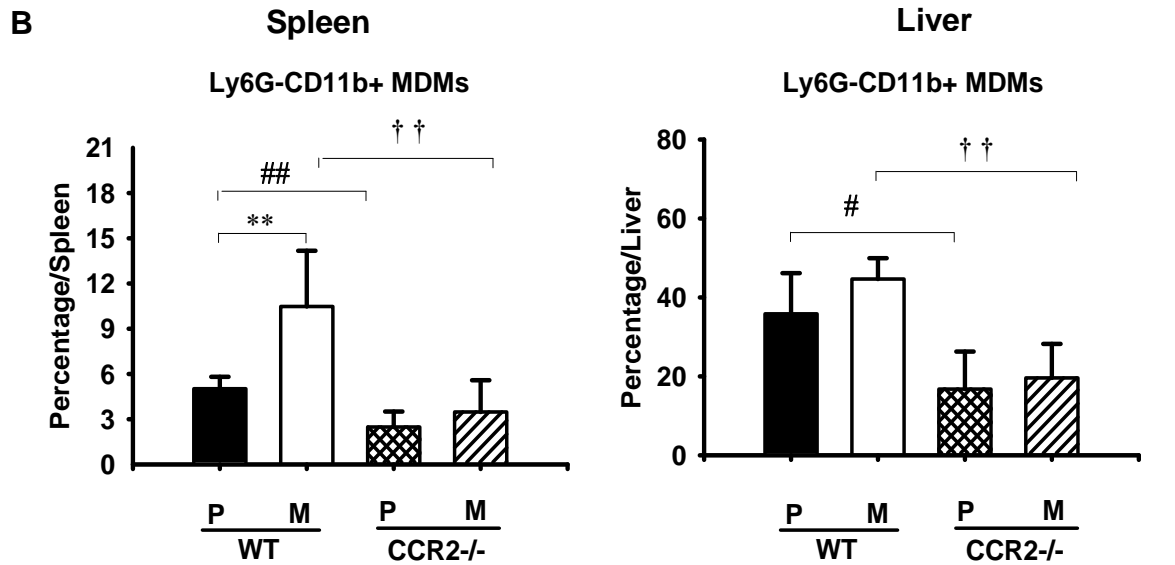 B
Spleen
Ly6G-CD11b+ MDMs
Percentage/Spleen
21
18
15
12
9
6
3
0
† †
##
**
P M P M
WT CCR2-/-
Liver
Ly6G-CD11b+ MDMs
Percentage/Liver
80
60
40
20
0
† †
#
P M P M
WT CCR2-/-